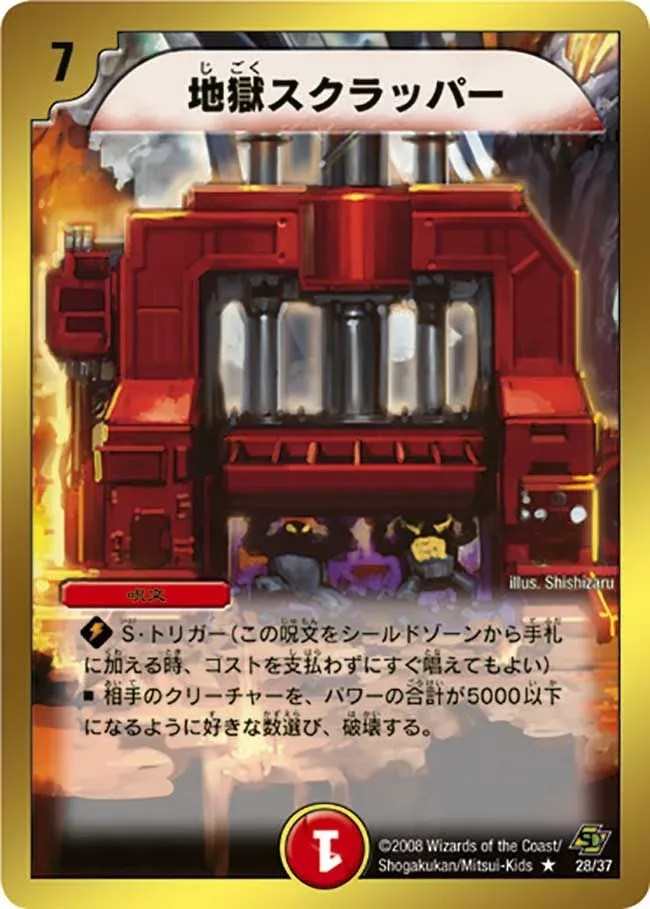 7
地獄スクラッパー
じごく
呪文
S・トリガー(この呪文をシールドゾーンから手札
に加える時、コストを支払わずにすぐ唱えてもよい)
■ 相手のクリーチャーを、パワーの合計が5000以下
になるように好きな数選び、破壊する。
illus. Shishizaru
1
©2008 Wizards of the Coast/
Shogakukan/Mitsui-Kids ★ 28/37